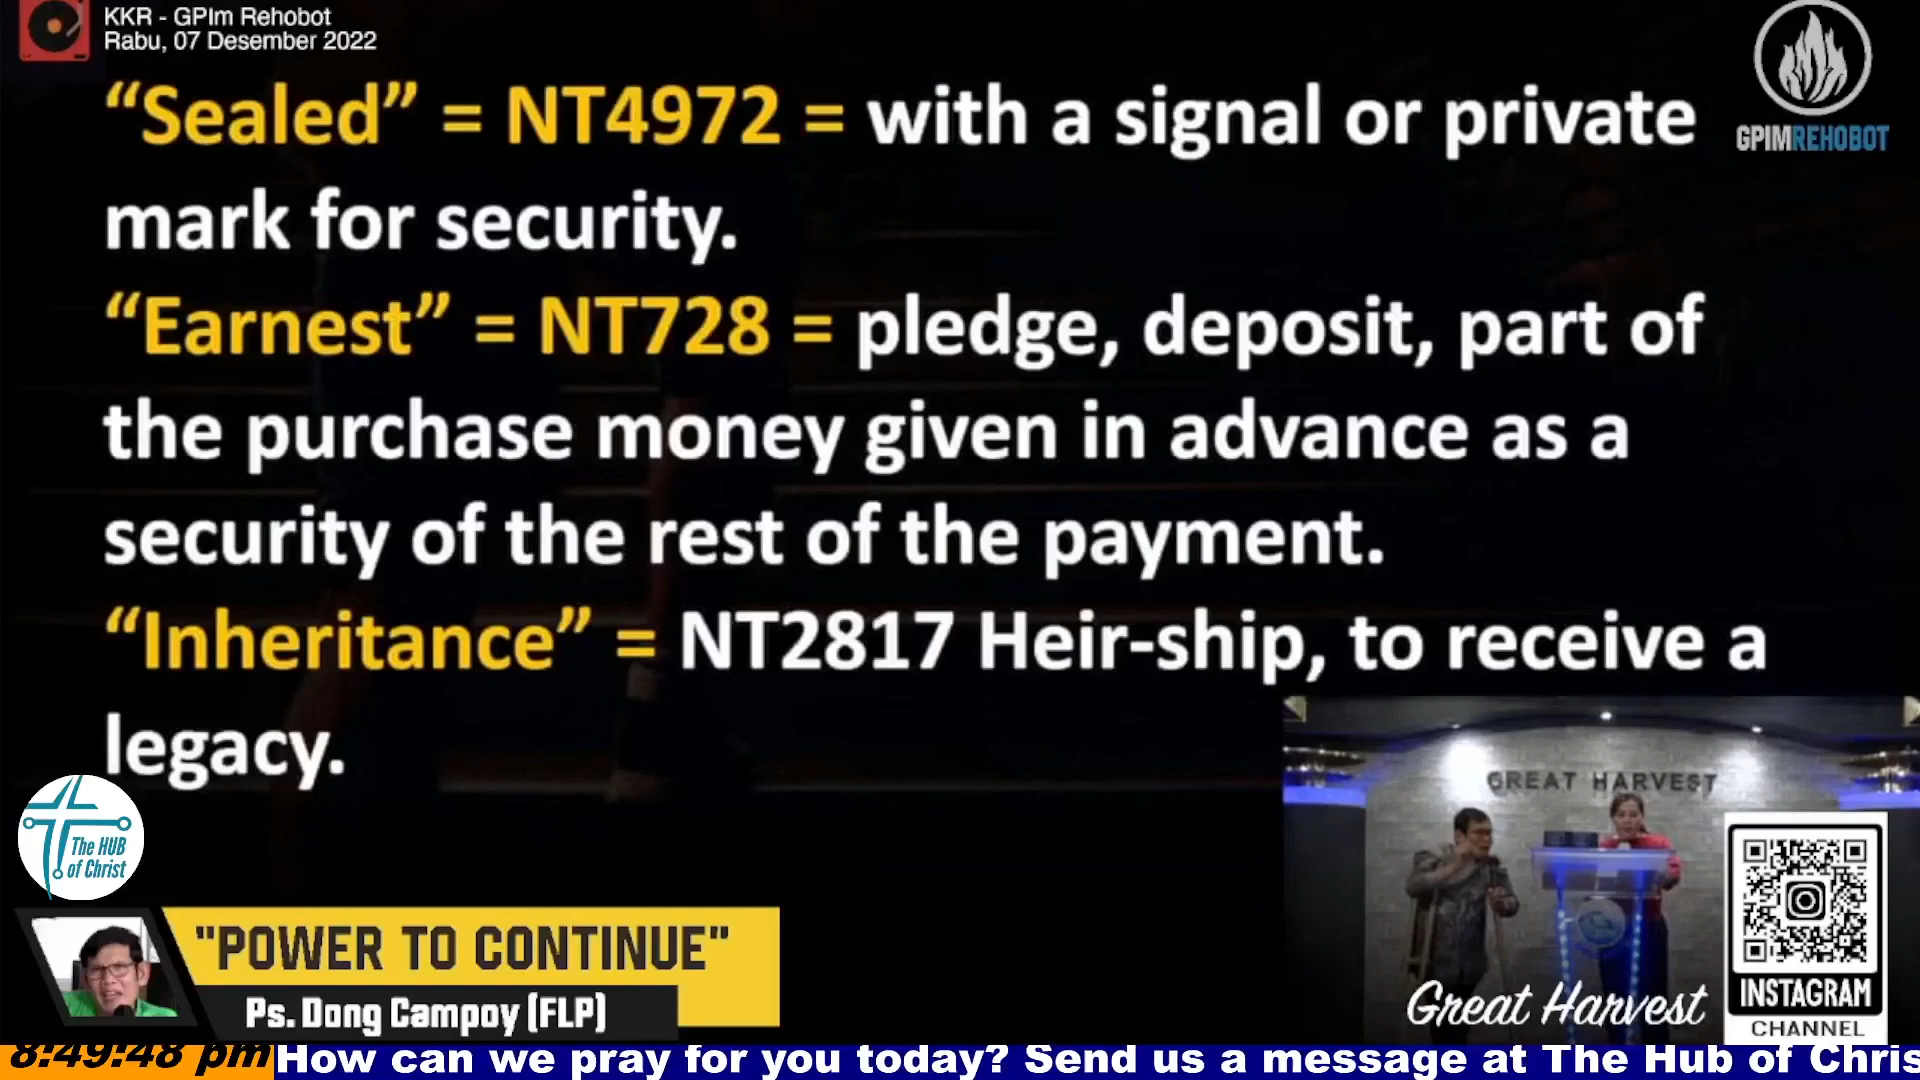 KKR - GPIm Rehobot
Rabu, 07 Desember 2022
GPIMREHOBOT
“Sealed” = NT4972 = with a signal or private
mark for security.
“Earnest” = NT728 = pledge, deposit, part of
the purchase money given in advance as a
security of the rest of the payment.
“Inheritance” = NT2817 Heir-ship, to receive a
legacy.
GREAT HARVEST
The HUB
of Christ
"POWER TO CONTINUE"
Ps. Dong Campoy (FLP)
Great Harvest
INSTAGRAM
CHANNEL
8:49:48 pm
How can we pray for you today? Send us a message at The Hub of Chris